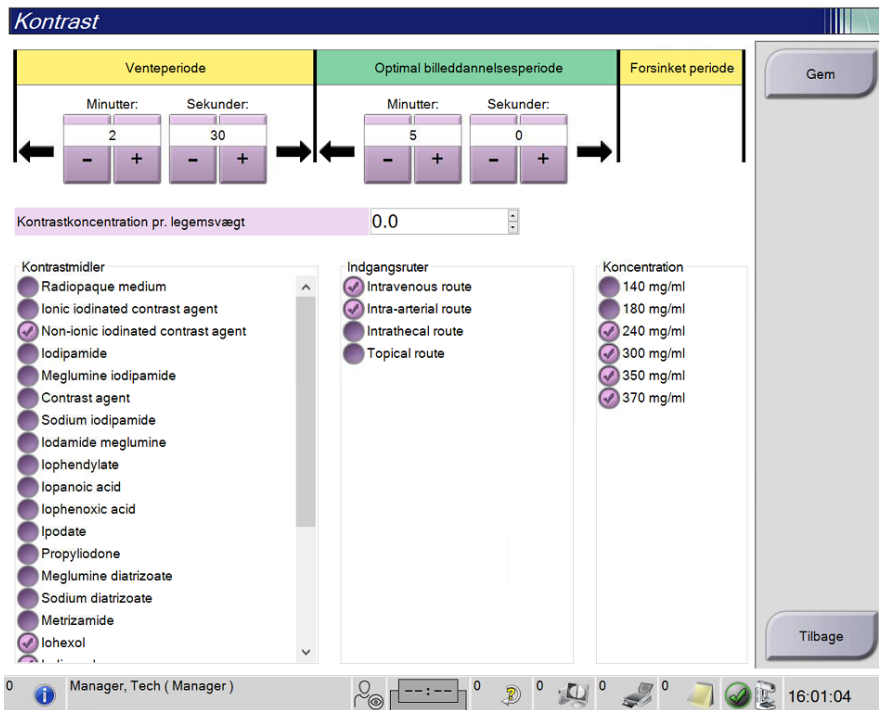 Kontrast
Venteperiode
Optimal billeddannelsesperiode
Forsinket periode
Gem
Minutter:
Sekunder:
Minutter:
Sekunder:
2
30
5
0
- + - +
- + - +
Kontrastkoncentration pr. legemsvægt
0.0
Kontrastmidler
Radiopaque medium
Ionic iodinated contrast agent
Non-ionic iodinated contrast agent
Iodipamide
Meglumine iodipamide
Contrast agent
Sodium iodipamide
Iodamide meglumine
Iophendylate
Iopanoic acid
Iophenoxic acid
Ipodate
Propyliodone
Meglumine diatrizoate
Sodium diatrizoate
Metrizamide
Iohexol
Indgangsruter
Intravenous route
Intra-arterial route
Intrathecal route
Topical route
Koncentration
140 mg/ml
180 mg/ml
240 mg/ml
300 mg/ml
350 mg/ml
370 mg/ml
Tilbage
0
Manager, Tech ( Manager )
--:--
0
0
0
0
16:01:04